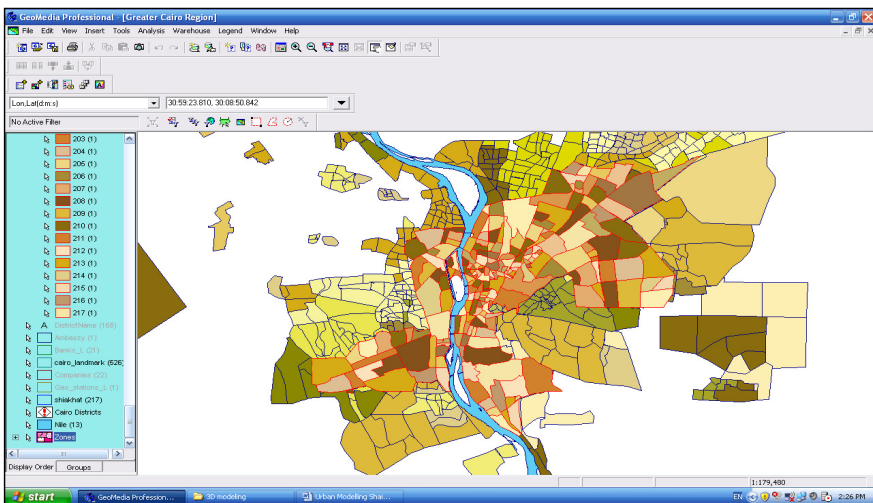 GeoMedia Professional - [Greater Cairo Region]
File Edit View Insert Tools Analysis Warehouse Legend Window Help
Lon,Lat(d:m:s) 30:59:23.810, 30:08:50.842
No Active Filter
203 (1)
204 (1)
205 (1)
206 (1)
207 (1)
208 (1)
209 (1)
210 (1)
211 (1)
212 (1)
213 (1)
214 (1)
215 (1)
216 (1)
217 (1)
A DistrictName (168)
Embassy (1)
Banks_L (21)
cairo_landmark (526)
Companies (22)
Gas_stations_L (1)
shiakhat (217)
Cairo Districts
Nile (13)
Zones
Display Order Groups
1:179,480
start GeoMedia Profession... 3D modeling Urban Modelling Shai... EN 2:26 PM